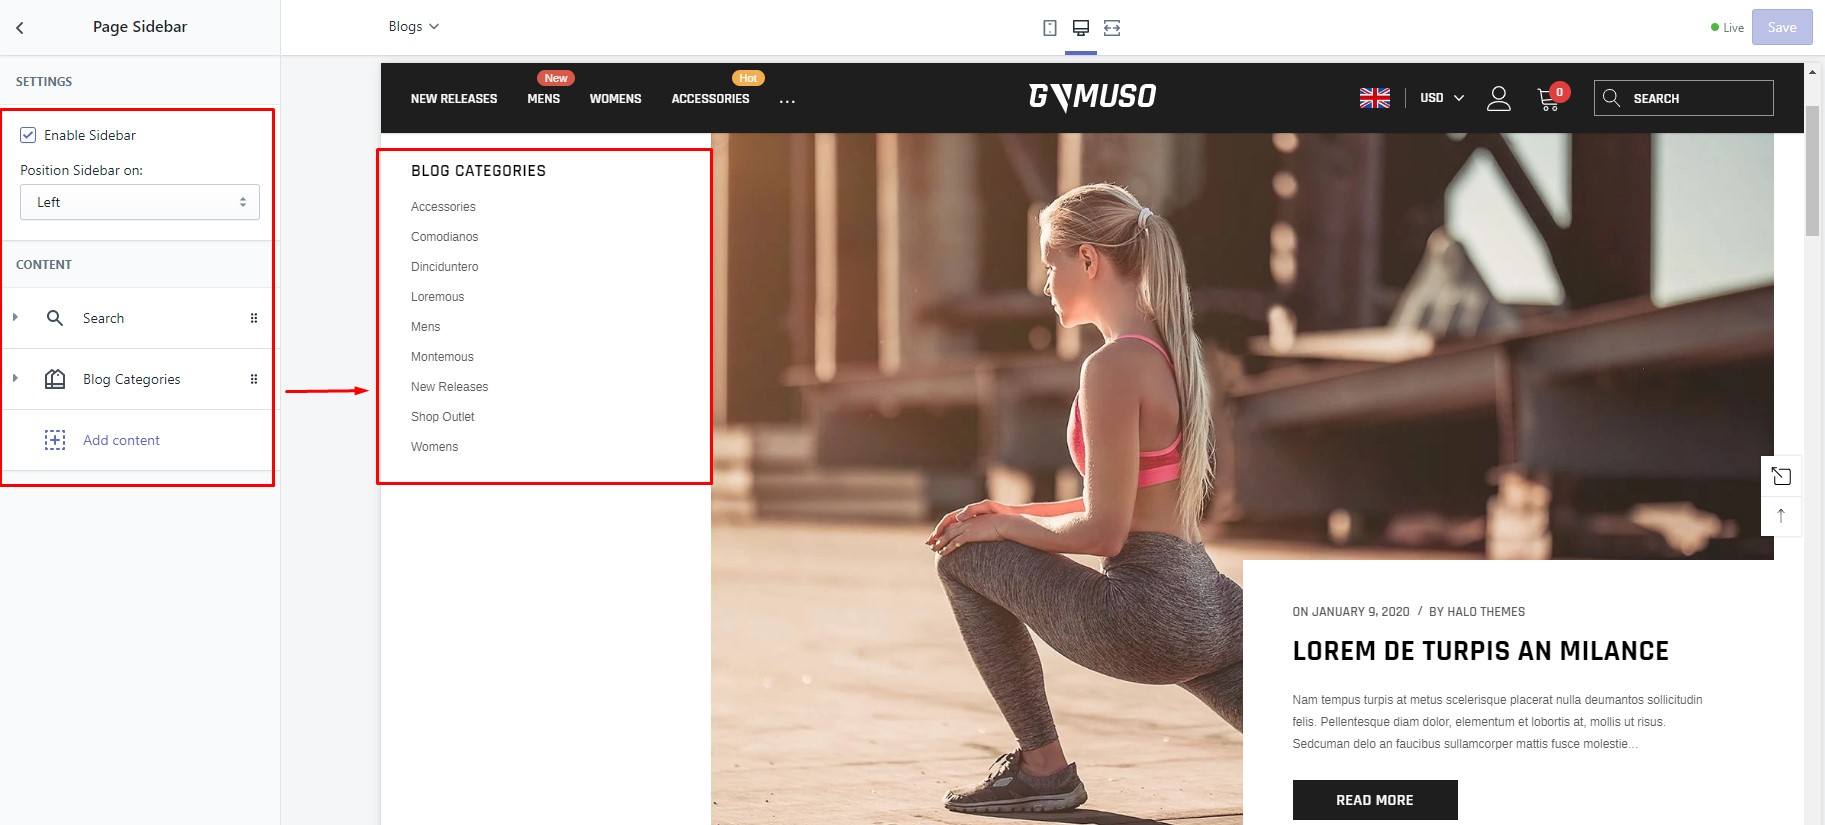 Page Sidebar
Blogs
Live
Save
SETTINGS
Enable Sidebar
Position Sidebar on:
Left
CONTENT
Search
Blog Categories
Add content
New
Hot
NEW RELEASES
MENS
WOMENS
ACCESSORIES
...
GYMUSO
USD
0
SEARCH
BLOG CATEGORIES
Accessories
Comodianos
Dinciduntero
Loremous
Mens
Montemous
New Releases
Shop Outlet
Womens
ON JANUARY 9, 2020 / BY HALO THEMES
LOREM DE TURPIS AN MILANCE
Nam tempus turpis at metus scelerisque placerat nulla deumantos sollicitudin
felis. Pellentesque diam dolor, elementum et lobortis at, mollis ut risus.
Sedcuman delo an faucibus sullamcorper mattis fusce molestie...
READ MORE